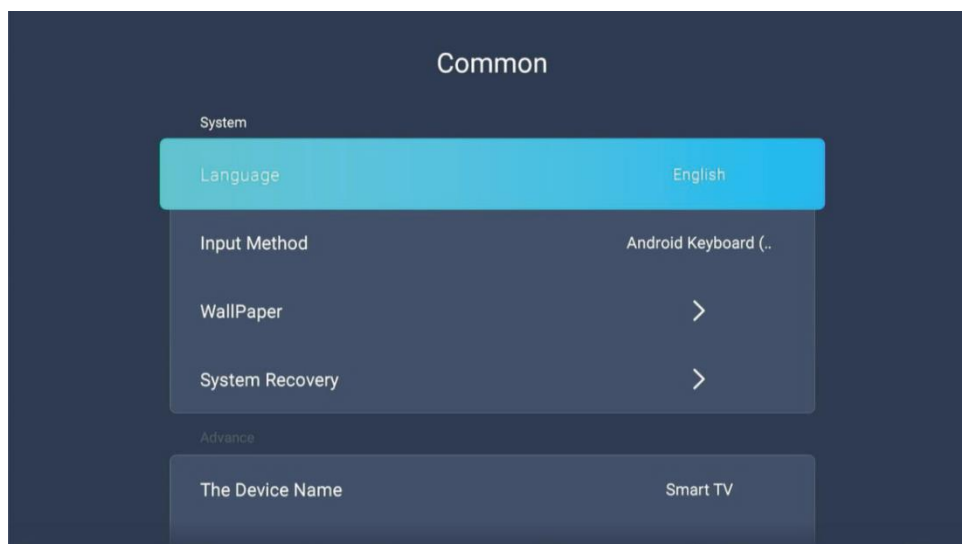 Common
System
Language English
Input Method Android Keyboard (..
WallPaper
System Recovery
Advance
The Device Name Smart TV